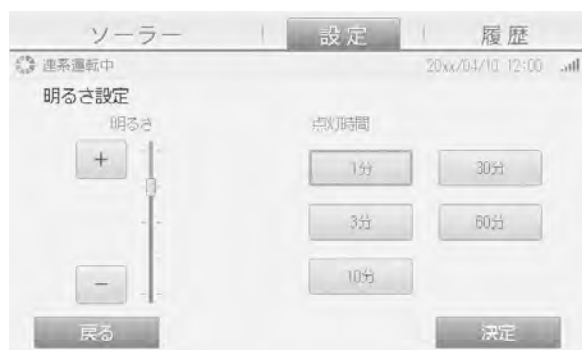 ソーラー 設定 履歴
連系運転中 20xx/04/10 12:00
明るさ設定
明るさ 点灯時間
+ 1分 30分
3分 60分
- 10分
戻る 決定